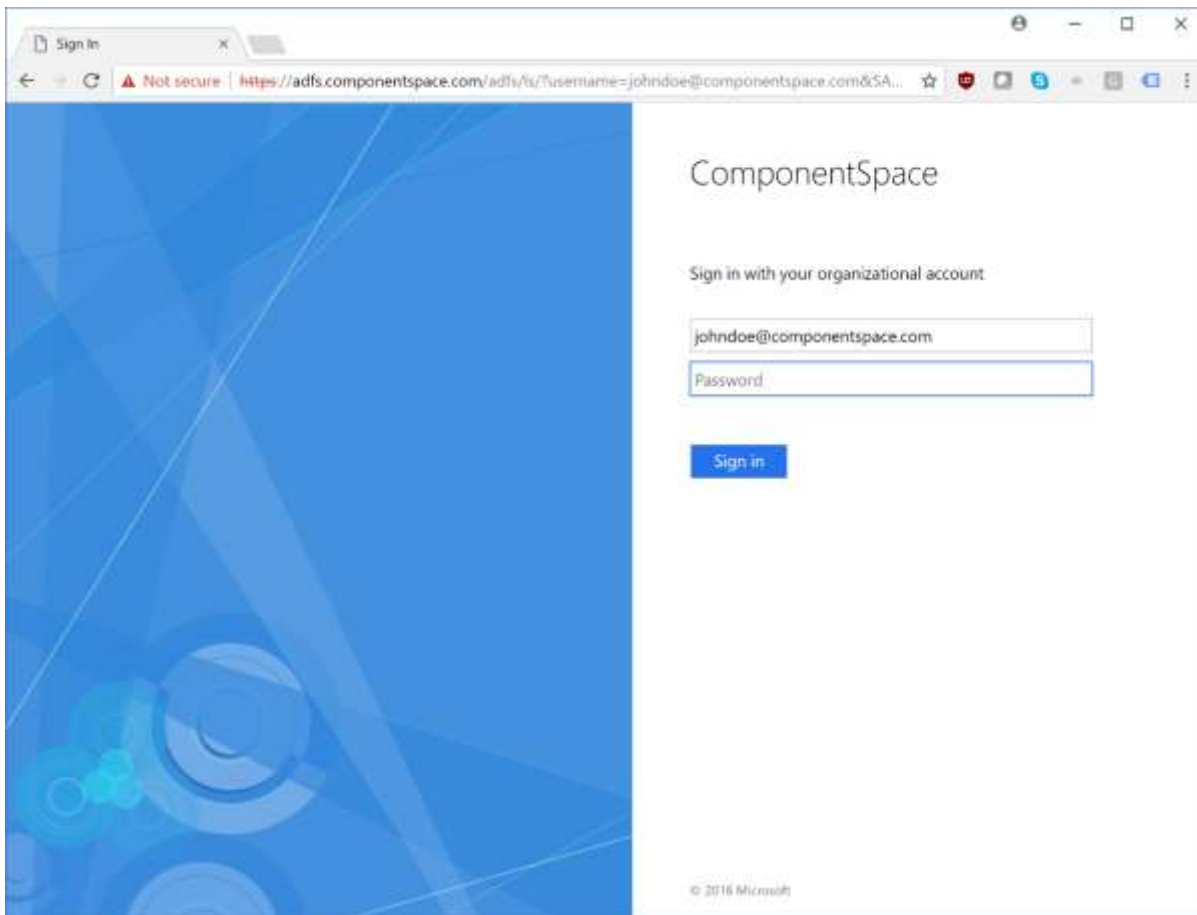 Sign In
Not secure | https://adfs.componentspace.com/adfs/ls/?username=johndoe@componentspace.com&SA...
ComponentSpace
Sign in with your organizational account
johndoe@componentspace.com
Password
Sign in
© 2016 Microsoft